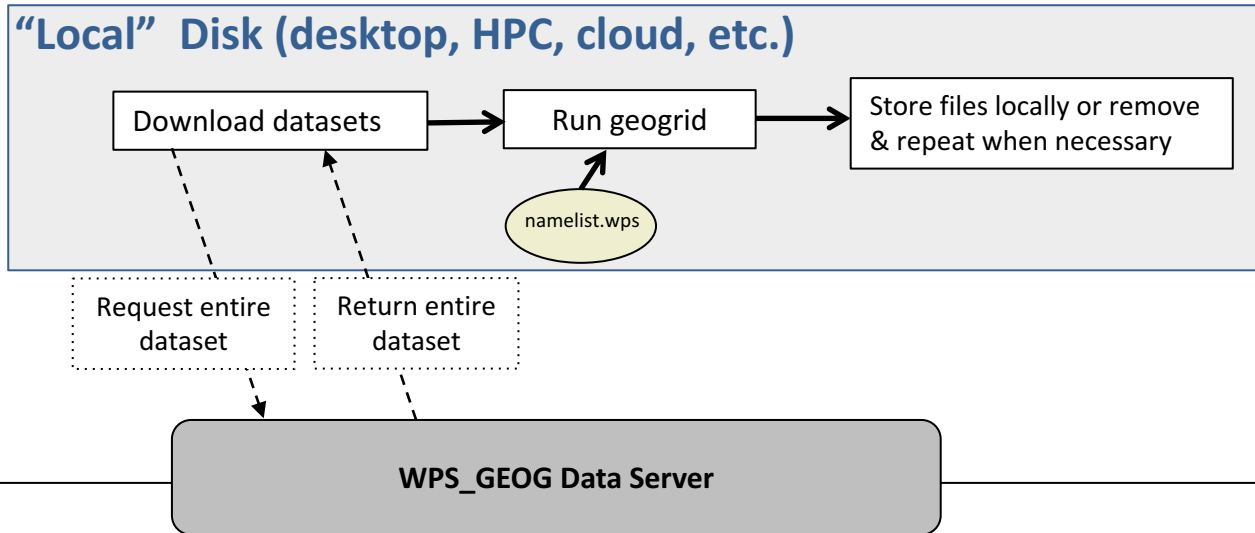 “Local” Disk (desktop, HPC, cloud, etc.)
Download datasets
Run geogrid
Store files locally or remove
& repeat when necessary
namelist.wps
Request entire
dataset
Return entire
dataset
WPS_GEOG Data Server